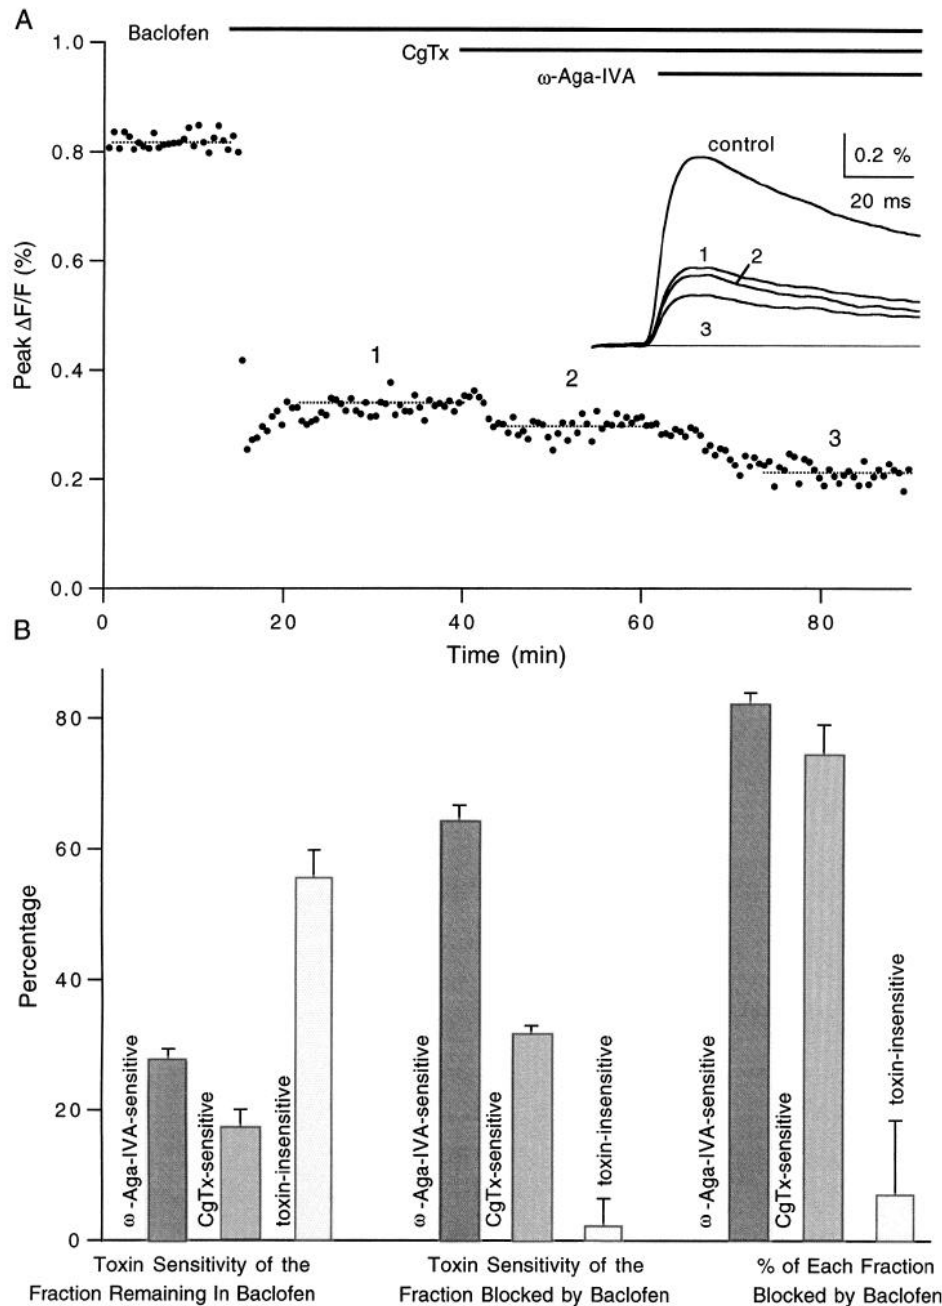 A
Baclofen
CgTx
ω-Aga-IVA
1.0
0.8
0.6
0.4
0.2
0.0
Peak ΔF/F (%)
control
0.2 %
20 ms
1
2
3
1
2
3
0
20
40
60
80
Time (min)
B
80
60
40
20
0
Percentage
ω-Aga-IVA-sensitive
CgTx-sensitive
toxin-insensitive
ω-Aga-IVA-sensitive
CgTx-sensitive
toxin-insensitive
ω-Aga-IVA-sensitive
CgTx-sensitive
toxin-insensitive
Toxin Sensitivity of the
Fraction Remaining In Baclofen
Toxin Sensitivity of the
Fraction Blocked by Baclofen
% of Each Fraction
Blocked by Baclofen